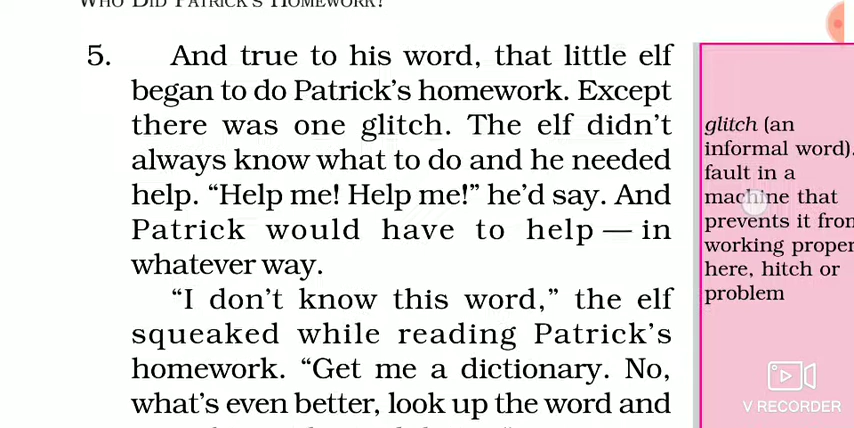 WHO DID PATRICK'S HOMEWORK?
5. And true to his word, that little elf
began to do Patrick's homework. Except
there was one glitch. The elf didn't
always know what to do and he needed
help. “Help me! Help me!” he'd say. And
Patrick would have to help — in
whatever way.
“I don't know this word,” the elf
squeaked while reading Patrick's
homework. “Get me a dictionary. No,
what's even better, look up the word and
glitch (an
informal word).
fault in a
machine that
prevents it from
working proper
here, hitch or
problem
V RECORDER